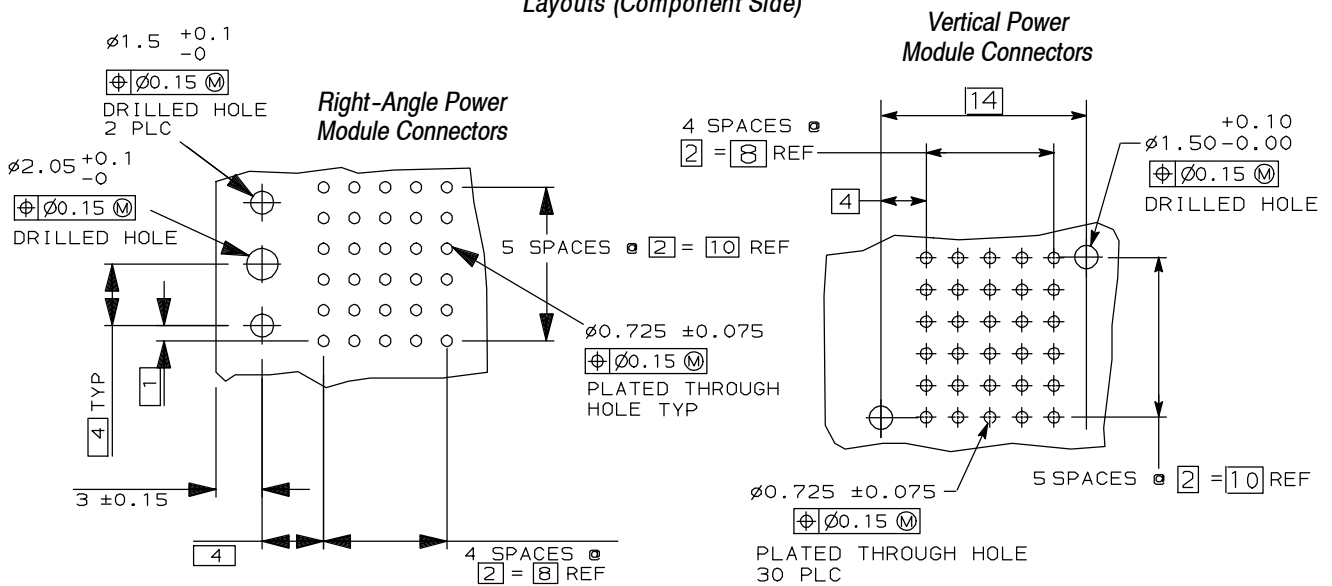 Layouts (Component Side)
Vertical Power
Module Connectors
ø1.5 +0.1
-0
⌖ Ø0.15 Ⓜ
DRILLED HOLE
2 PLC
Right-Angle Power
Module Connectors
ø2.05 +0.1
-0
⌖ Ø0.15 Ⓜ
DRILLED HOLE
5 SPACES @ 2 = 10 REF
ø0.725 ±0.075
⌖ Ø0.15 Ⓜ
PLATED THROUGH
HOLE TYP
4 TYP
1
3 ±0.15
4
4 SPACES @
2 = 8 REF
14
4 SPACES @
2 = 8 REF
4
+0.10
ø1.50-0.00
⌖ Ø0.15 Ⓜ
DRILLED HOLE
5 SPACES @ 2 = 10 REF
ø0.725 ±0.075
⌖ Ø0.15 Ⓜ
PLATED THROUGH HOLE
30 PLC